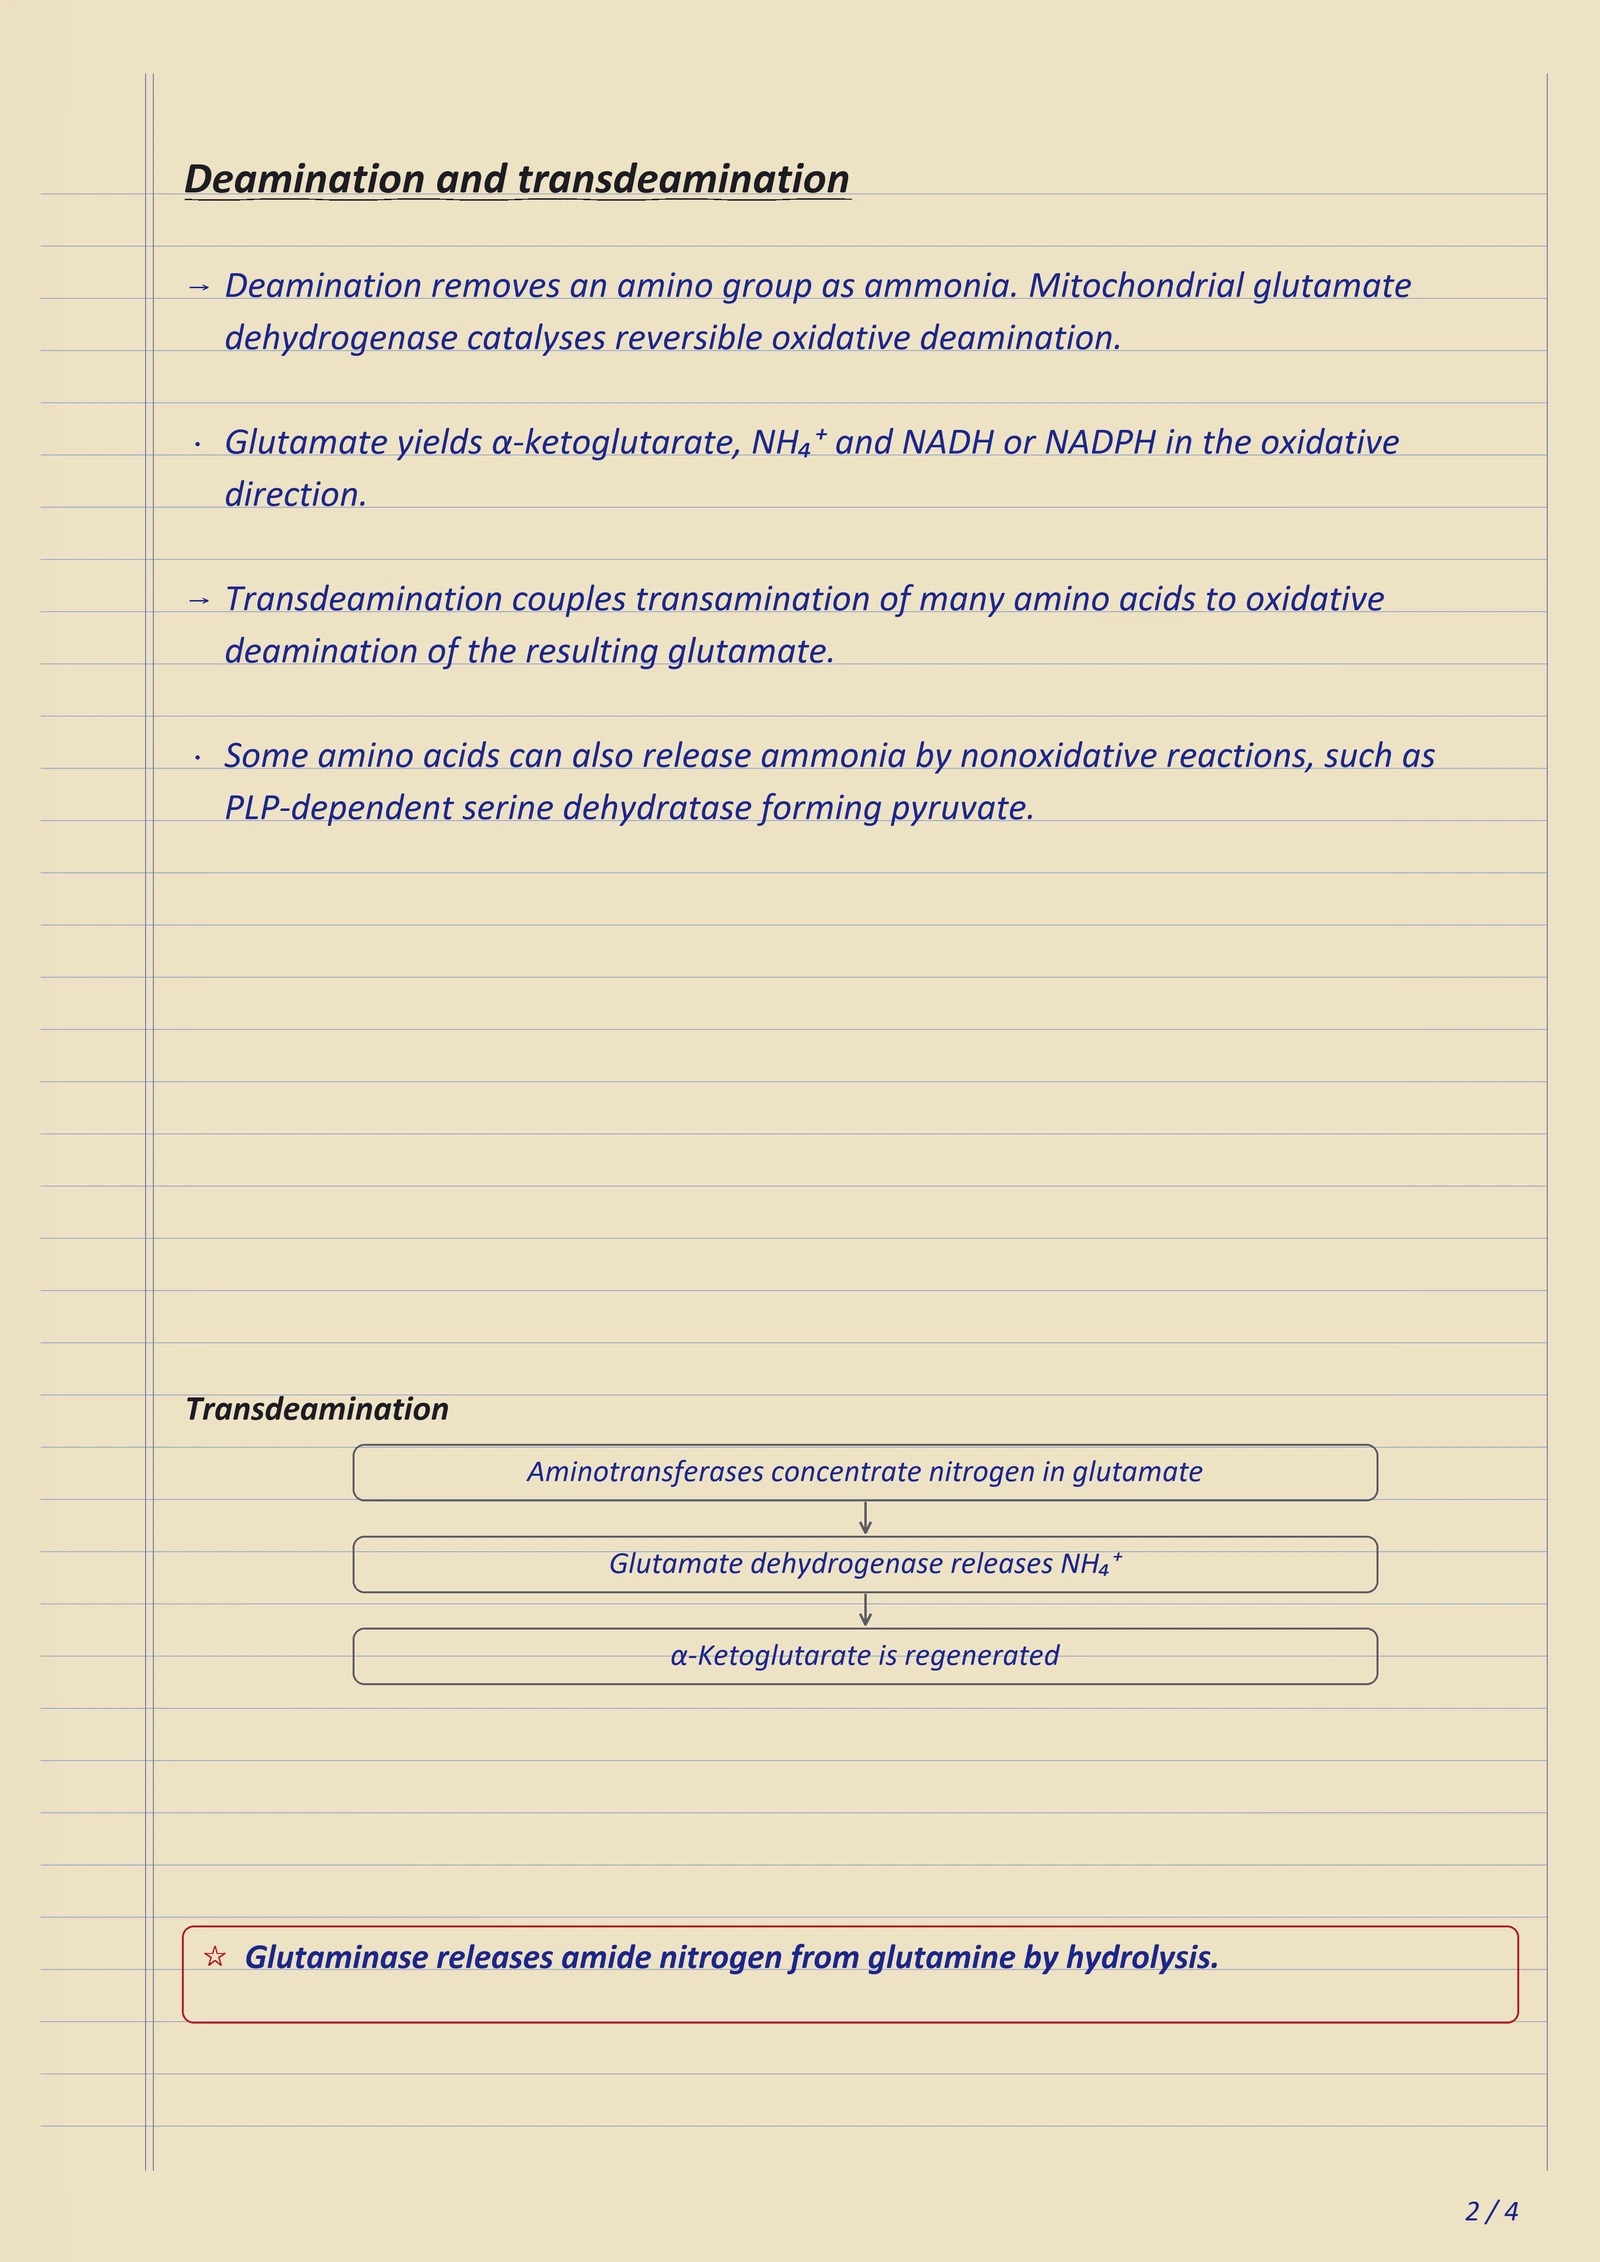 Deamination and transdeamination
→ Deamination removes an amino group as ammonia. Mitochondrial glutamate
dehydrogenase catalyses reversible oxidative deamination.
· Glutamate yields α-ketoglutarate, NH₄⁺ and NADH or NADPH in the oxidative
direction.
→ Transdeamination couples transamination of many amino acids to oxidative
deamination of the resulting glutamate.
· Some amino acids can also release ammonia by nonoxidative reactions, such as
PLP-dependent serine dehydratase forming pyruvate.
Transdeamination
Aminotransferases concentrate nitrogen in glutamate
Glutamate dehydrogenase releases NH₄⁺
α-Ketoglutarate is regenerated
☆ Glutaminase releases amide nitrogen from glutamine by hydrolysis.
2 / 4